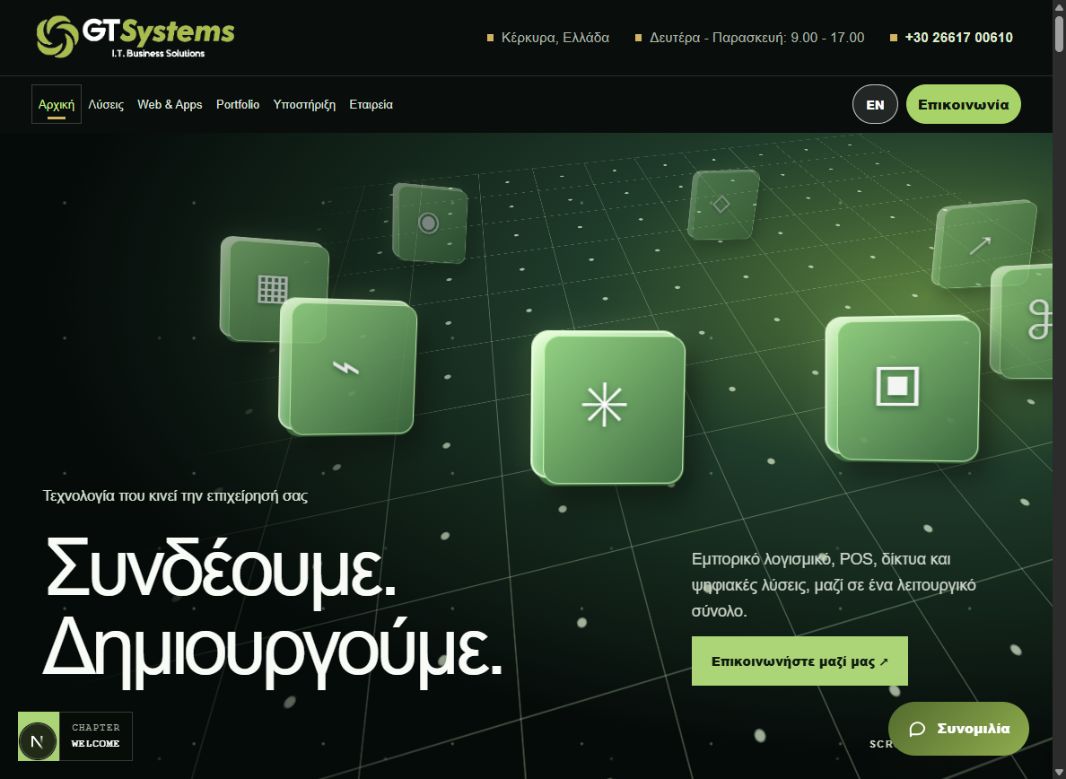 GTSystems
I.T. Business Solutions
Κέρκυρα, Ελλάδα
Δευτέρα - Παρασκευή: 9.00 - 17.00
+30 26617 00610
Αρχική
Λύσεις
Web & Apps
Portfolio
Υποστήριξη
Εταιρεία
EN
Επικοινωνία
Τεχνολογία που κινεί την επιχείρησή σας
Συνδέουμε.
Δημιουργούμε.
Εμπορικό λογισμικό, POS, δίκτυα και
ψηφιακές λύσεις, μαζί σε ένα λειτουργικό
σύνολο.
Επικοινωνήστε μαζί μας ↗
N
CHAPTER
WELCOME
SCR
Συνομιλία